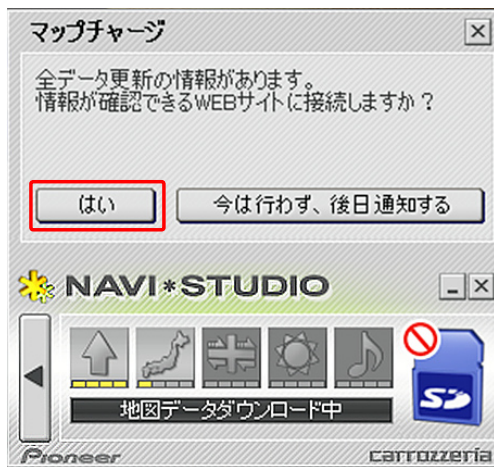 マップチャージ
全データ更新の情報があります。
情報が確認できるWEBサイトに接続しますか？
はい
今は行わず、後日通知する
NAVI*STUDIO
地図データダウンロード中
SD
Pioneer
carrozzeria